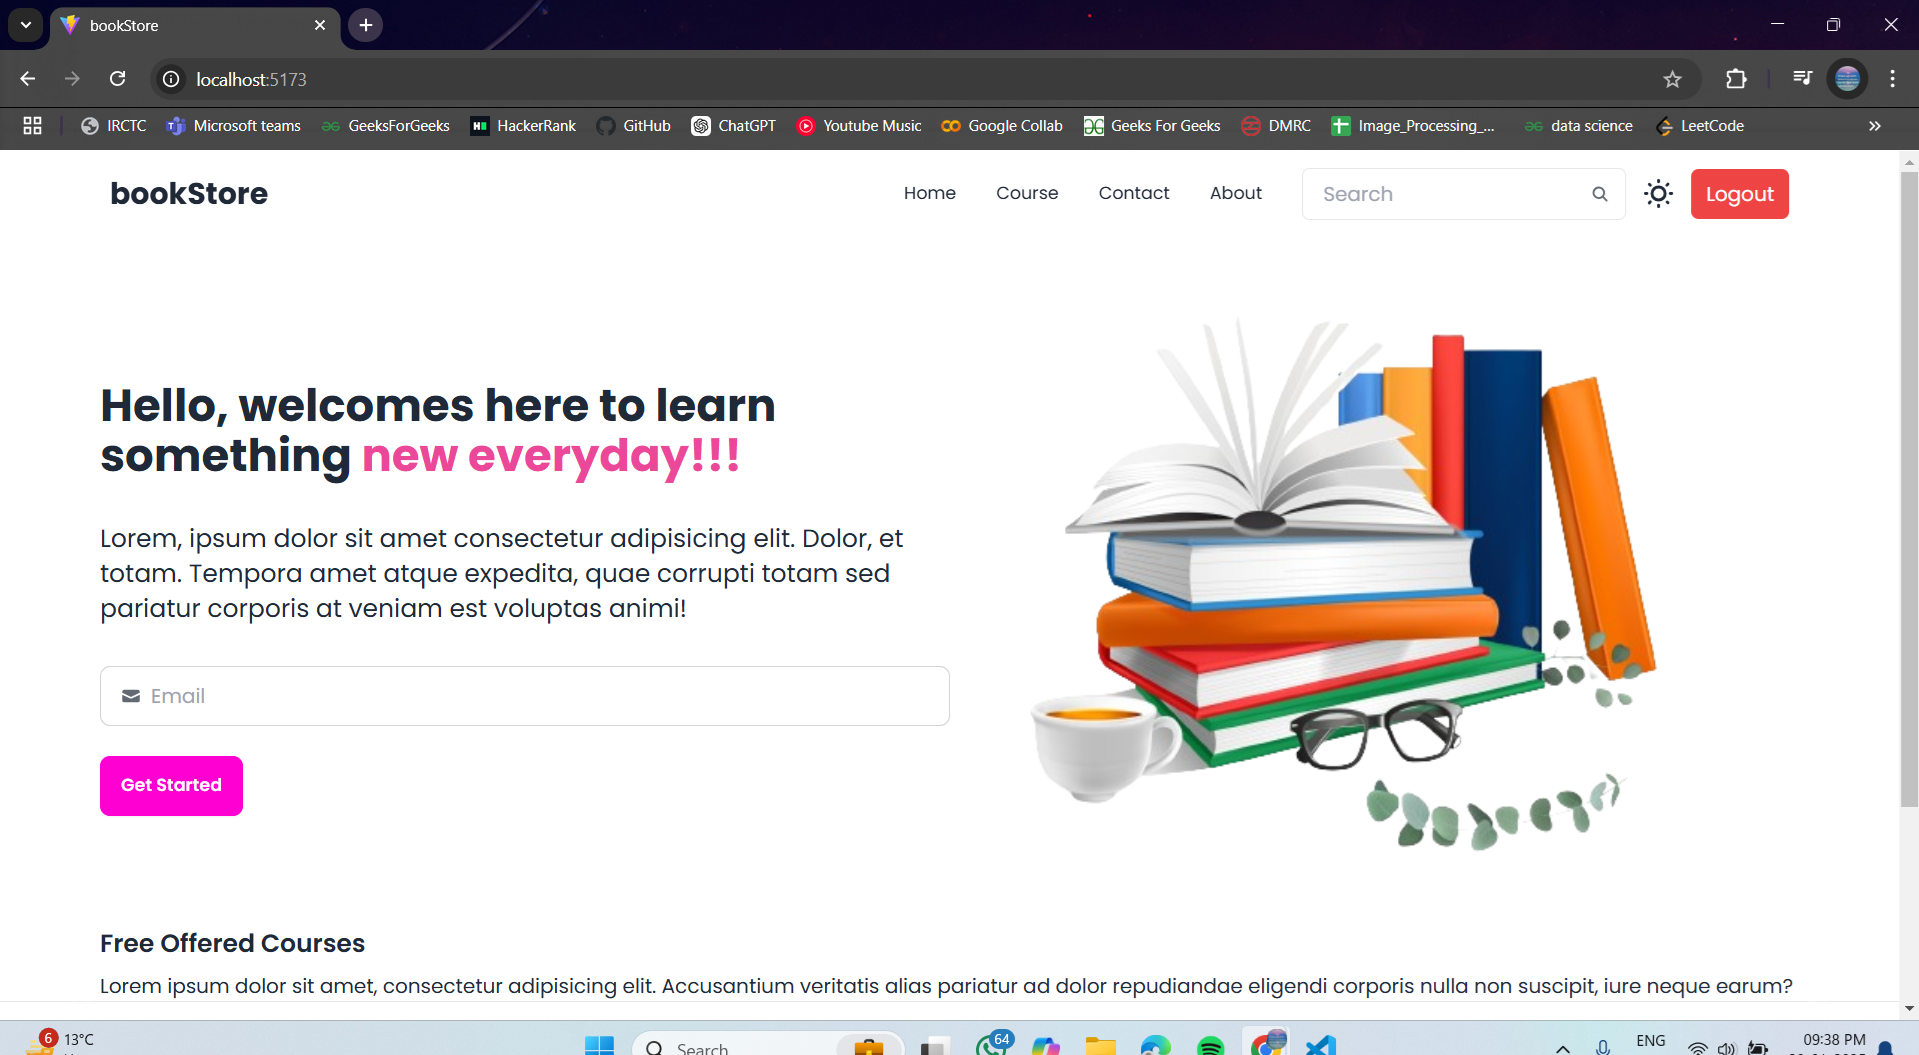 bookStore
localhost:5173
IRCTC Microsoft teams GeeksForGeeks HackerRank GitHub ChatGPT Youtube Music Google Collab Geeks For Geeks DMRC Image_Processing_... data science LeetCode
bookStore
Home Course Contact About Search Logout
Hello, welcomes here to learn
something new everyday!!!
Lorem, ipsum dolor sit amet consectetur adipisicing elit. Dolor, et
totam. Tempora amet atque expedita, quae corrupti totam sed
pariatur corporis at veniam est voluptas animi!
Email
Get Started
Free Offered Courses
Lorem ipsum dolor sit amet, consectetur adipisicing elit. Accusantium veritatis alias pariatur ad dolor repudiandae eligendi corporis nulla non suscipit, iure neque earum?
6 13°C Search 64 ENG 09:38 PM